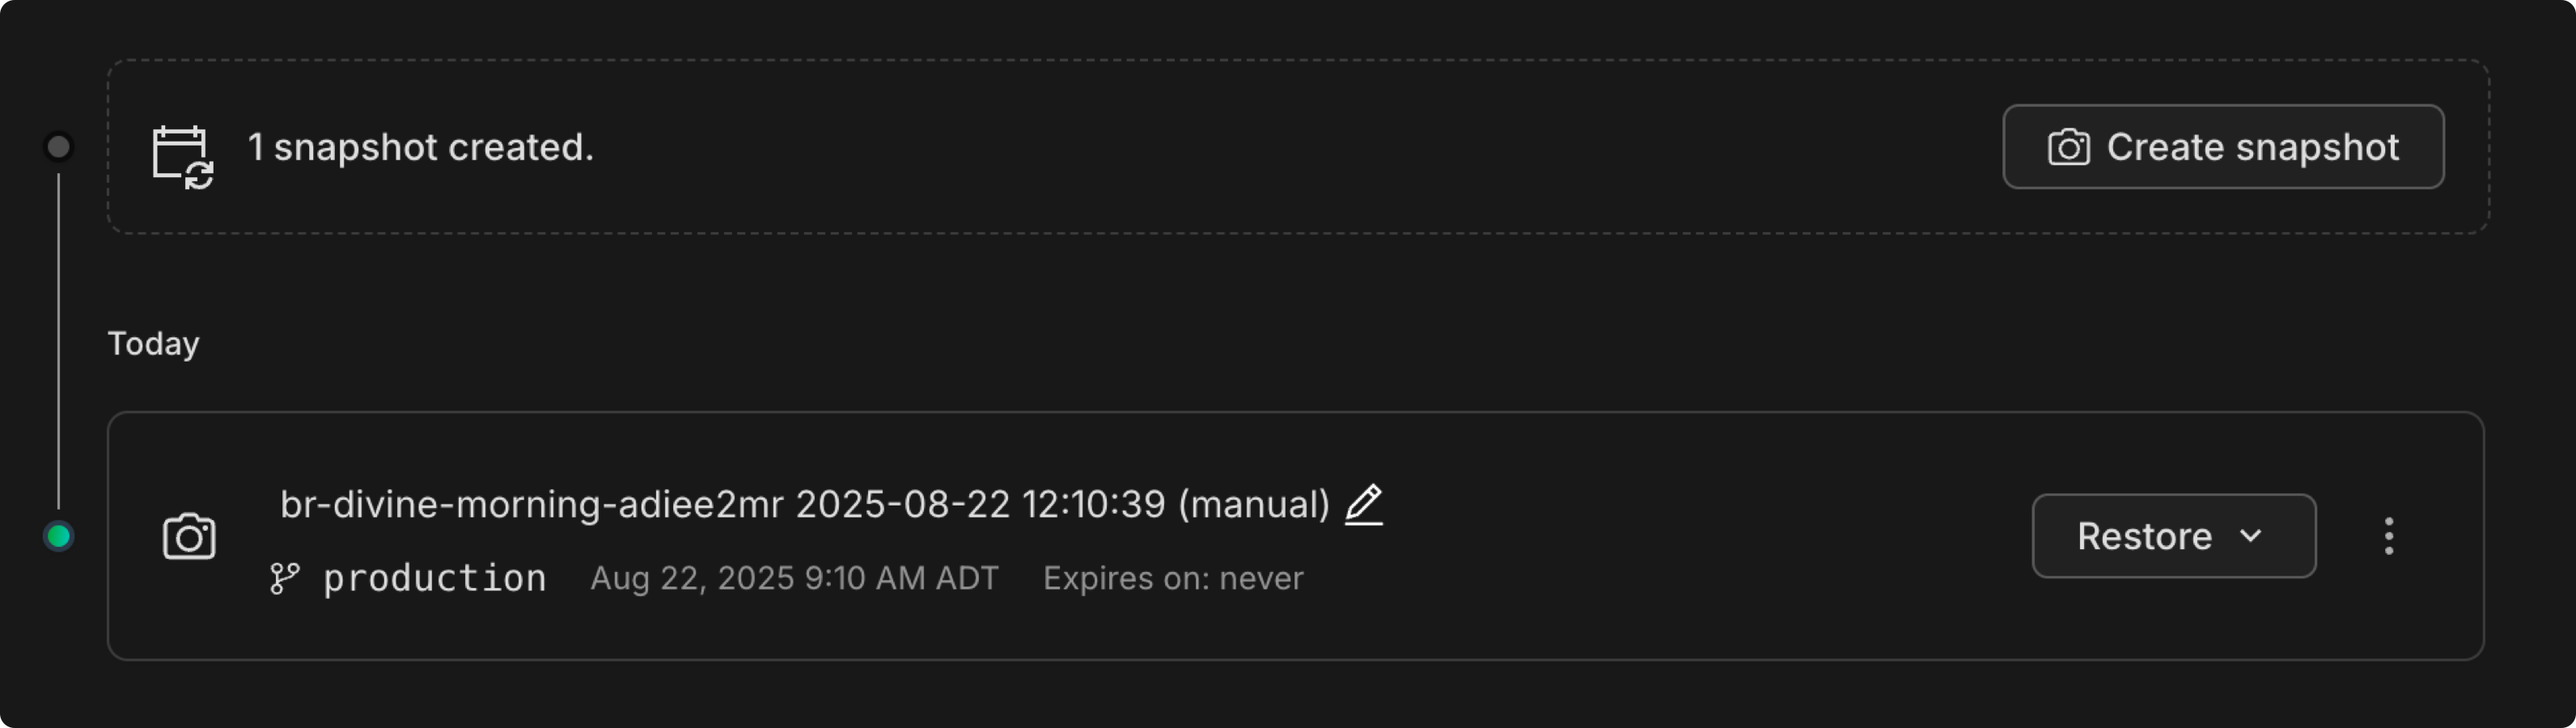 1 snapshot created.
Create snapshot
Today
br-divine-morning-adiee2mr 2025-08-22 12:10:39 (manual)
production Aug 22, 2025 9:10 AM ADT Expires on: never
Restore